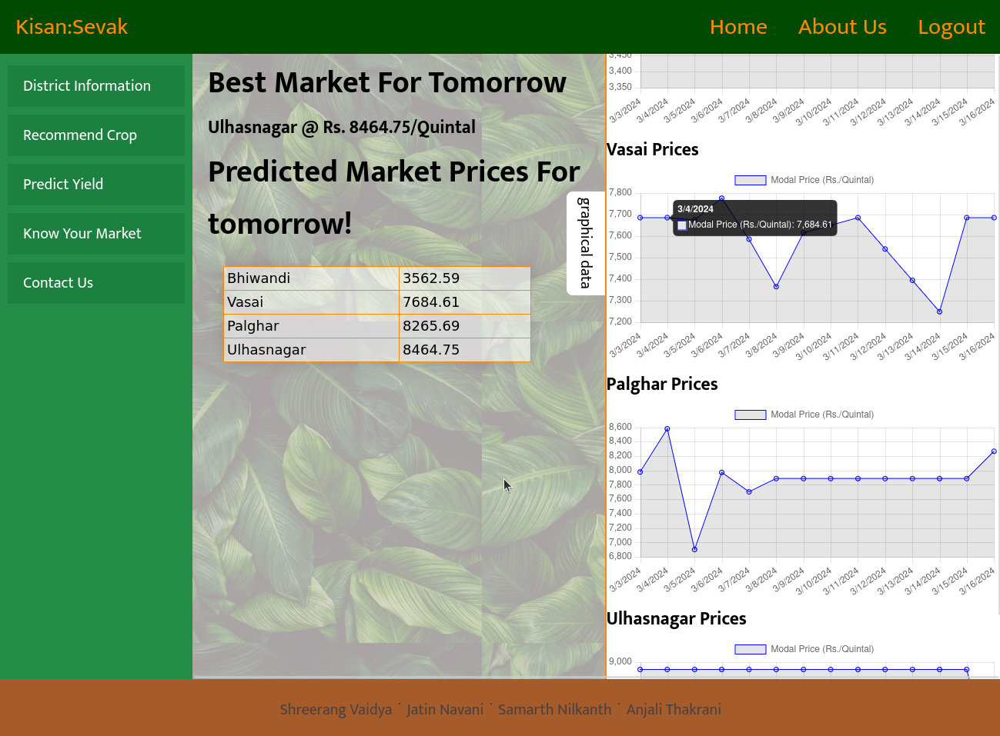 Kisan:Sevak
Home About Us Logout
District Information
Recommend Crop
Predict Yield
Know Your Market
Contact Us
Best Market For Tomorrow
Ulhasnagar @ Rs. 8464.75/Quintal
Predicted Market Prices For
tomorrow!
Bhiwandi 3562.59
Vasai 7684.61
Palghar 8265.69
Ulhasnagar 8464.75
graphical data
3,450
3,400
3,350
3/3/2024 3/4/2024 3/5/2024 3/6/2024 3/7/2024 3/8/2024 3/9/2024 3/10/2024 3/11/2024 3/12/2024 3/13/2024 3/14/2024 3/15/2024 3/16/2024
Vasai Prices
Modal Price (Rs./Quintal)
7,800
7,700
7,600
7,500
7,400
7,300
7,200
3/4/2024
Modal Price (Rs./Quintal): 7,684.61
3/3/2024 3/4/2024 3/5/2024 3/6/2024 3/7/2024 3/8/2024 3/9/2024 3/10/2024 3/11/2024 3/12/2024 3/13/2024 3/14/2024 3/15/2024 3/16/2024
Palghar Prices
Modal Price (Rs./Quintal)
8,600
8,400
8,200
8,000
7,800
7,600
7,400
7,200
7,000
6,800
3/3/2024 3/4/2024 3/5/2024 3/6/2024 3/7/2024 3/8/2024 3/9/2024 3/10/2024 3/11/2024 3/12/2024 3/13/2024 3/14/2024 3/15/2024 3/16/2024
Ulhasnagar Prices
Modal Price (Rs./Quintal)
9,000
Shreerang Vaidya ˙ Jatin Navani ˙ Samarth Nilkanth ˙ Anjali Thakrani